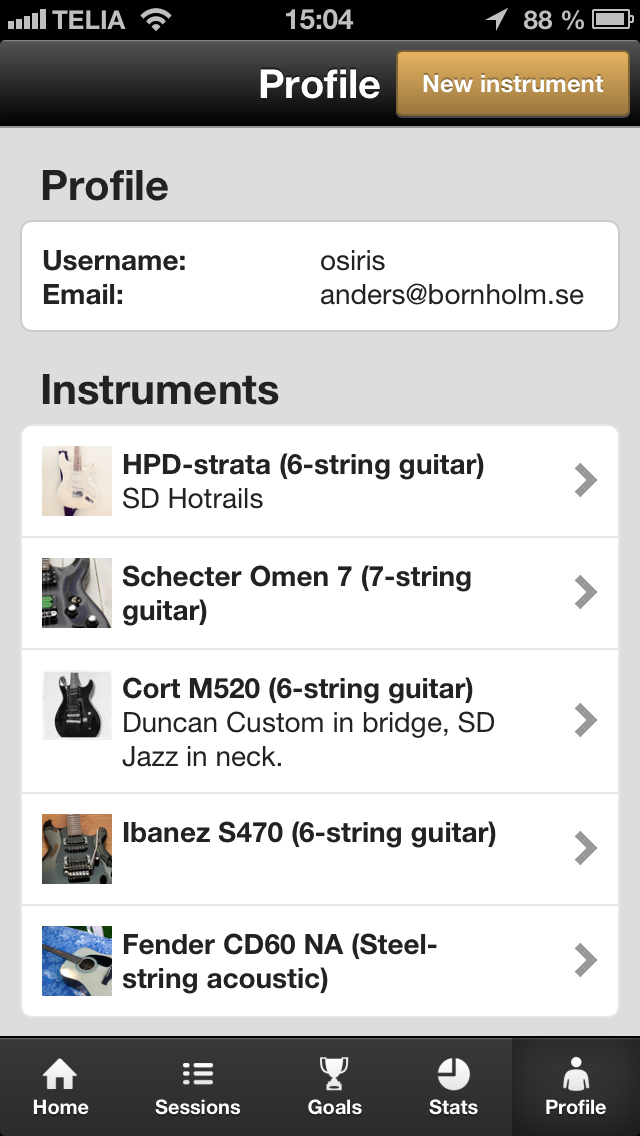 TELIA 15:04 88 %
Profile New instrument
Profile
Username: osiris
Email: anders@bornholm.se
Instruments
HPD-strata (6-string guitar)
SD Hotrails
Schecter Omen 7 (7-string
guitar)
Cort M520 (6-string guitar)
Duncan Custom in bridge, SD
Jazz in neck.
Ibanez S470 (6-string guitar)
Fender CD60 NA (Steel-
string acoustic)
Home Sessions Goals Stats Profile